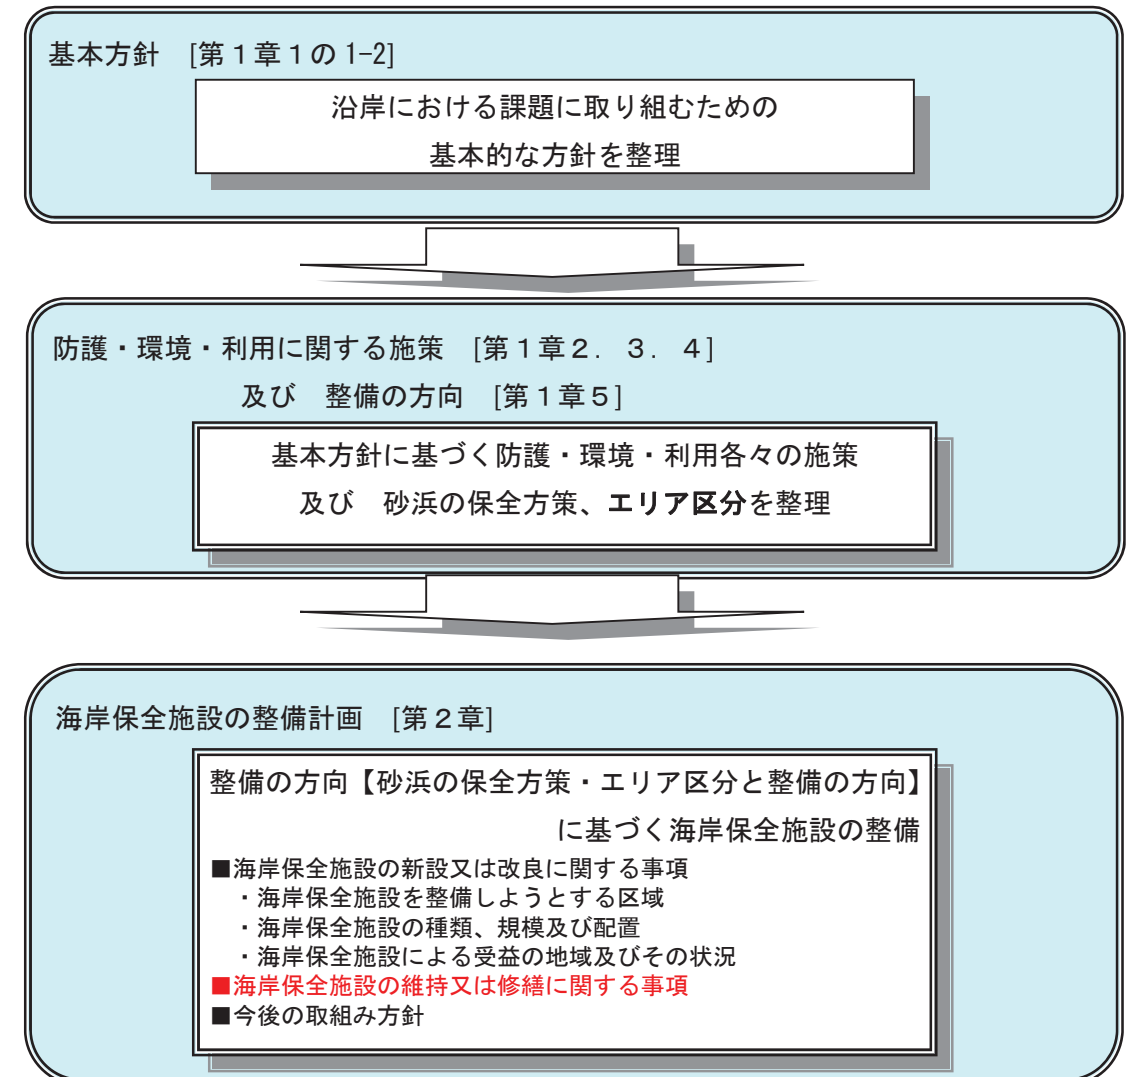 基本方針　[第１章１の1-2]
沿岸における課題に取り組むための
基本的な方針を整理
防護・環境・利用に関する施策　[第１章２．３．４]
及び　整備の方向　[第１章５]
基本方針に基づく防護・環境・利用各々の施策
及び　砂浜の保全方策、エリア区分を整理
海岸保全施設の整備計画　[第２章]
整備の方向【砂浜の保全方策・エリア区分と整備の方向】
に基づく海岸保全施設の整備
■海岸保全施設の新設又は改良に関する事項
・海岸保全施設を整備しようとする区域
・海岸保全施設の種類、規模及び配置
・海岸保全施設による受益の地域及びその状況
■海岸保全施設の維持又は修繕に関する事項
■今後の取組み方針